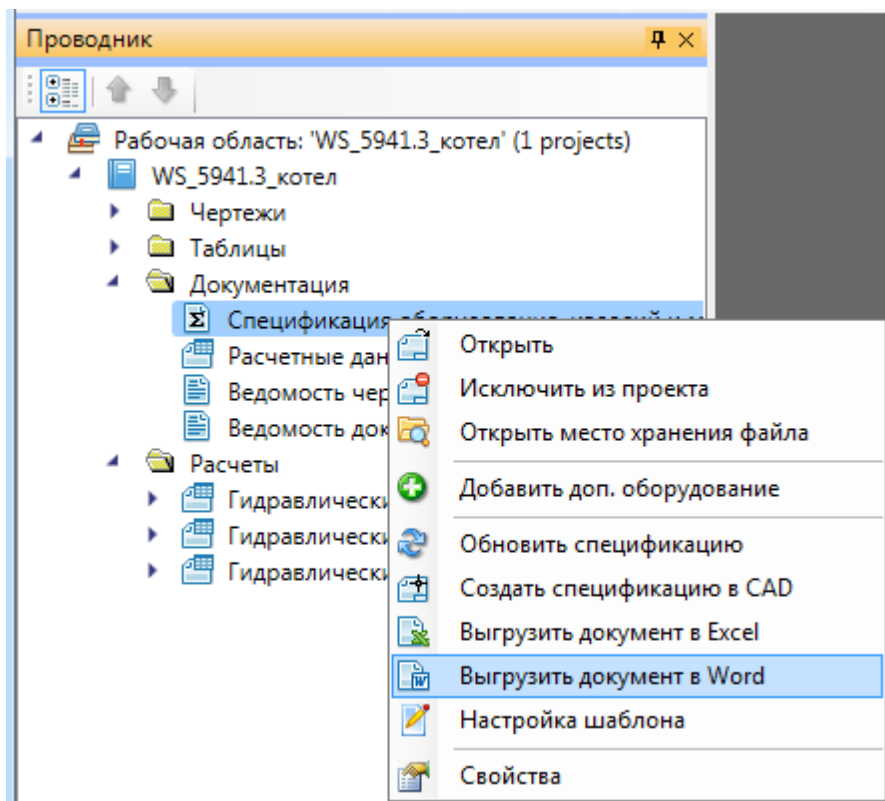 Проводник
Рабочая область: 'WS_5941.3_котел' (1 projects)
WS_5941.3_котел
Чертежи
Таблицы
Документация
Спецификация
Расчетные дан
Ведомость чер
Ведомость док
Расчеты
Гидравлически
Гидравлически
Гидравлически
Открыть
Исключить из проекта
Открыть место хранения файла
Добавить доп. оборудование
Обновить спецификацию
Создать спецификацию в CAD
Выгрузить документ в Excel
Выгрузить документ в Word
Настройка шаблона
Свойства